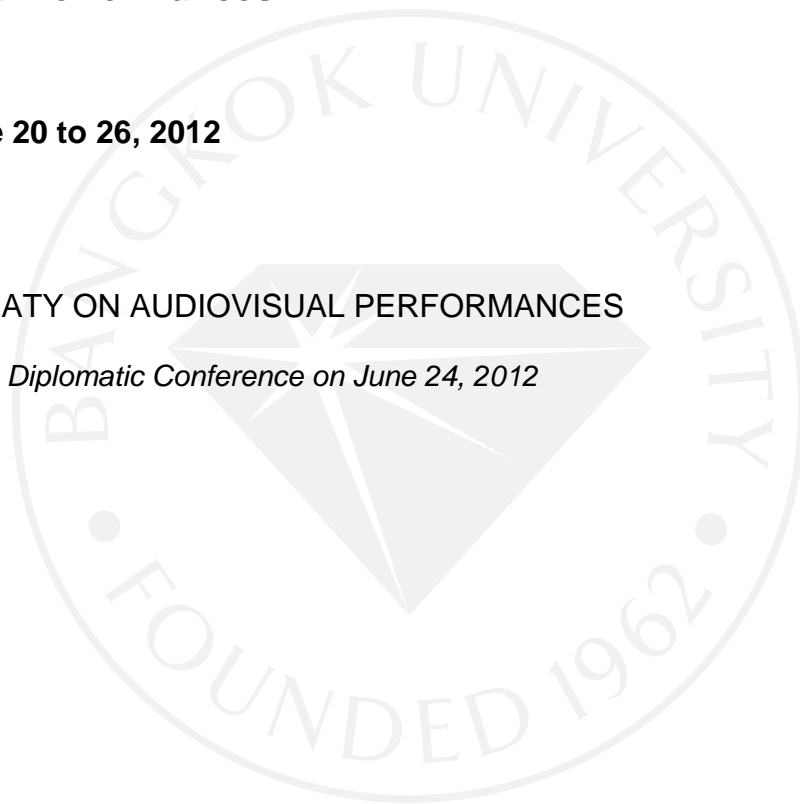 e 20 to 26, 2012
ATY ON AUDIOVISUAL PERFORMANCES
Diplomatic Conference on June 24, 2012
BANGKOK UNIVERSITY
• FOUNDED 1962 •